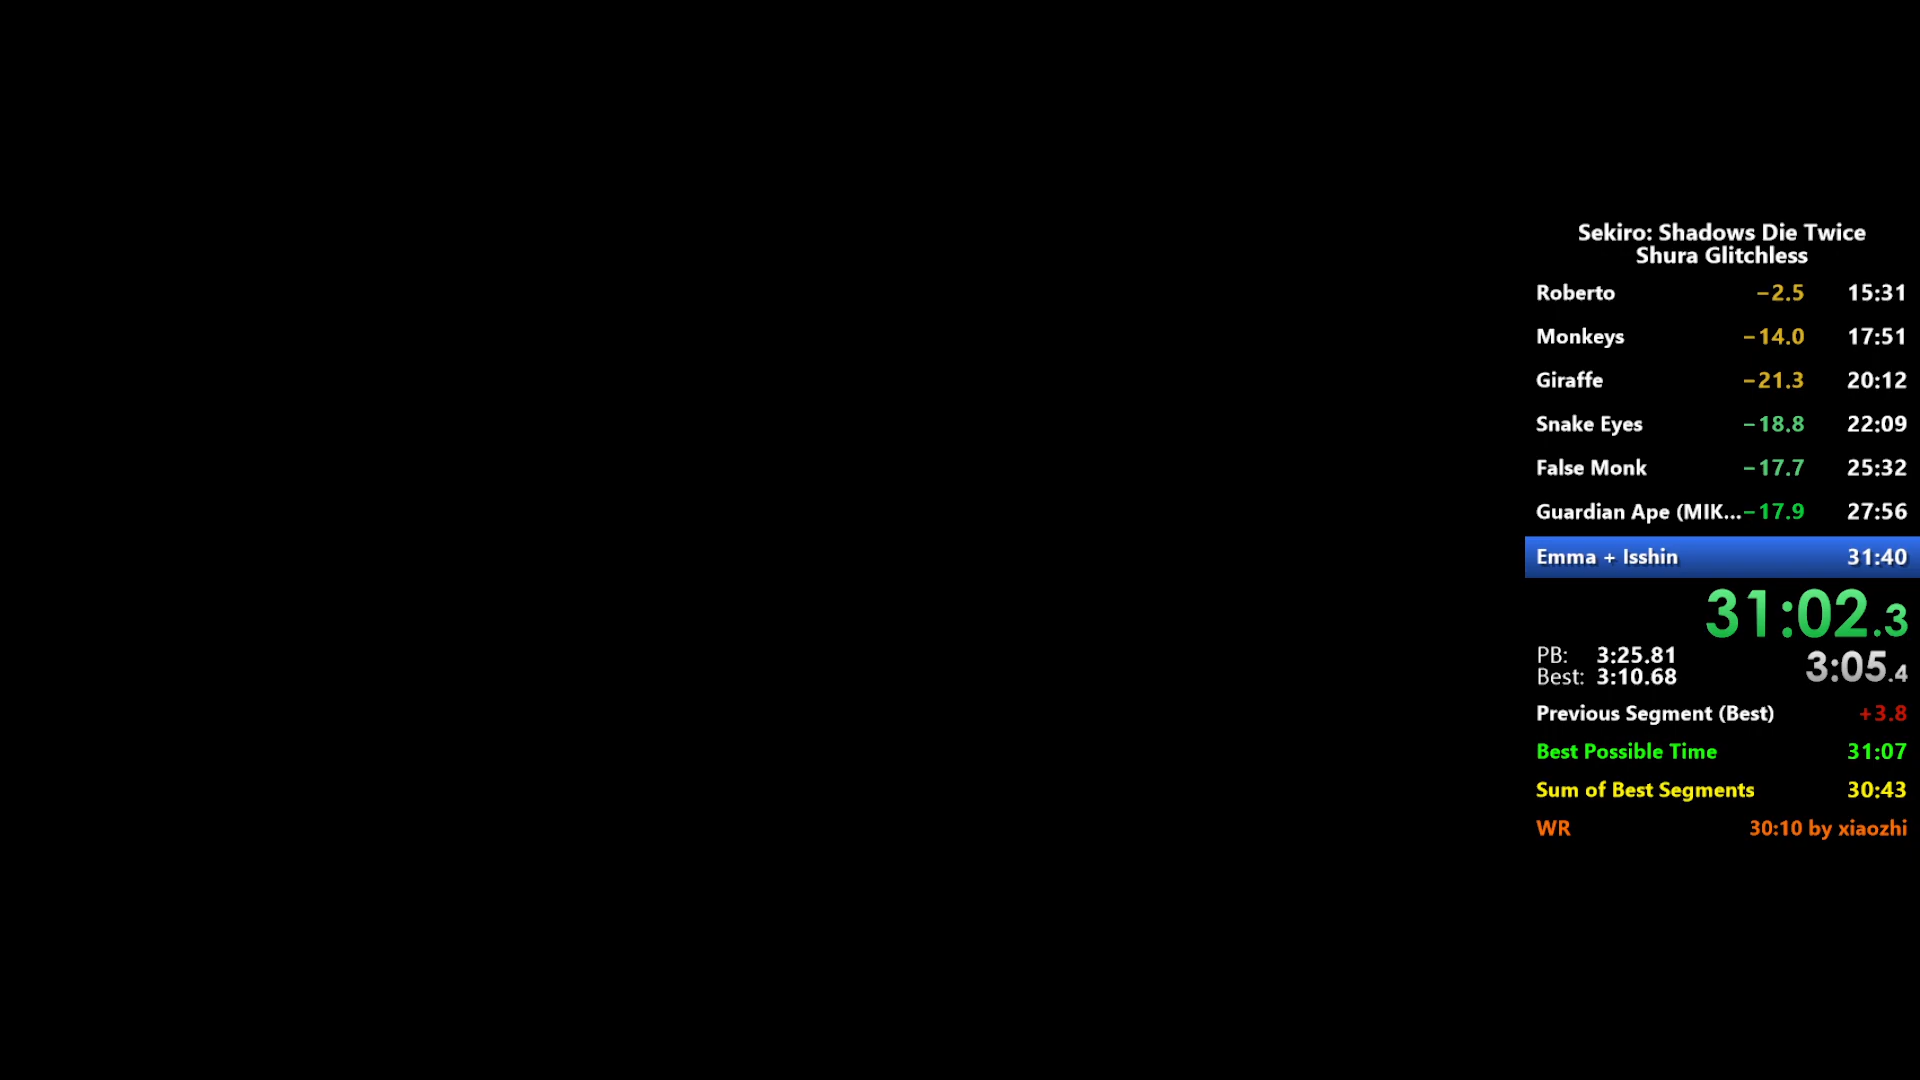 Sekiro: Shadows Die Twice
Shura Glitchless
Roberto −2.5 15:31
Monkeys −14.0 17:51
Giraffe −21.3 20:12
Snake Eyes −18.8 22:09
False Monk −17.7 25:32
Guardian Ape (MIK... −17.9 27:56
Emma + Isshin 31:40
31:02.3
PB: 3:25.81 3:05.4
Best: 3:10.68
Previous Segment (Best) +3.8
Best Possible Time 31:07
Sum of Best Segments 30:43
WR 30:10 by xiaozhi